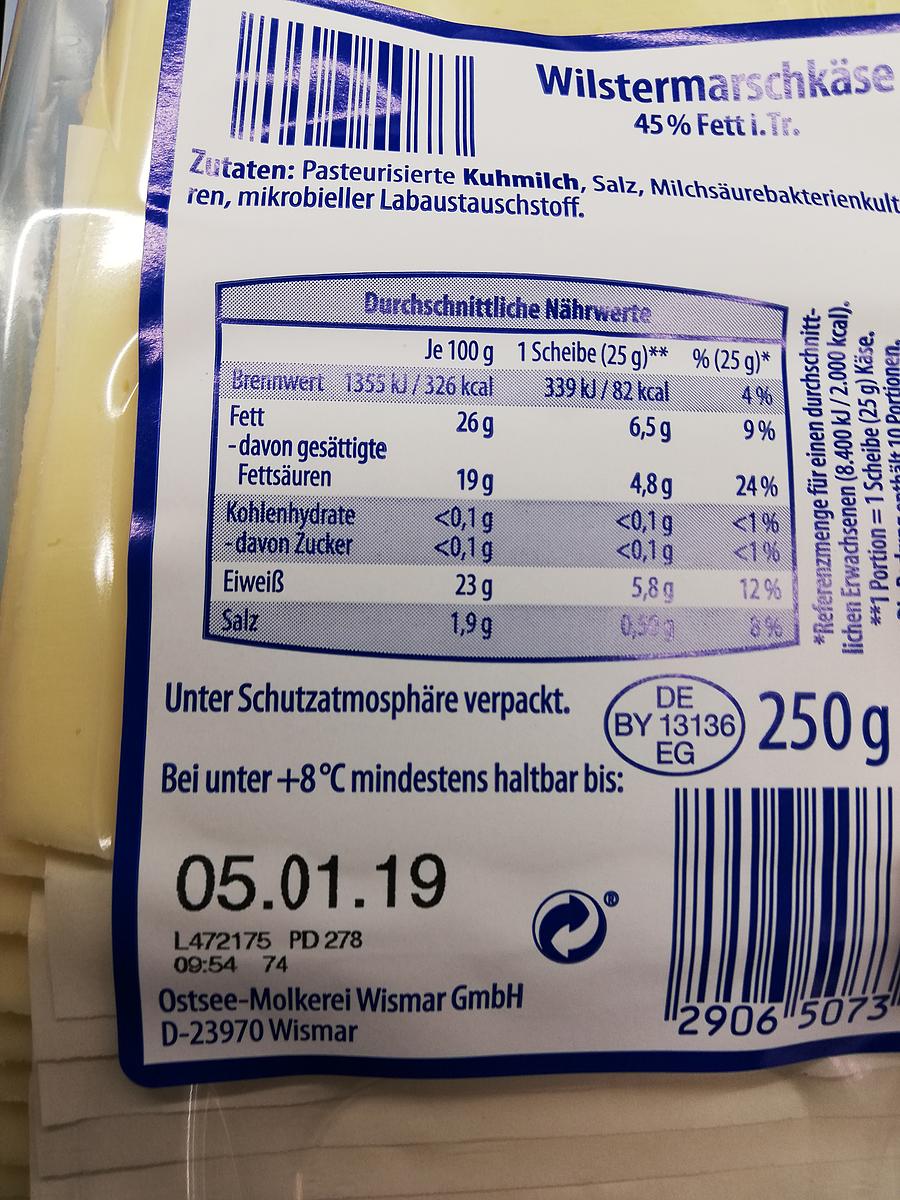 Wilstermarschkäse
45% Fett i.Tr.
Zutaten: Pasteurisierte Kuhmilch, Salz, Milchsäurebakterienkult
ren, mikrobieller Labaustauschstoff.
Durchschnittliche Nährwerte
Je 100 g 1 Scheibe (25 g)** % (25 g)*
Brennwert 1355 kJ / 326 kcal 339 kJ / 82 kcal 4%
Fett 26 g 6,5 g 9%
- davon gesättigte
Fettsäuren 19 g 4,8 g 24%
Kohlenhydrate <0,1 g <0,1 g <1%
- davon Zucker <0,1 g <0,1 g <1%
Eiweiß 23 g 5,8 g 12%
Salz 1,9 g 8%
*Referenzmenge für einen durchschnitt-
lichen Erwachsenen (8.400 kJ / 2.000 kcal).
**1 Portion = 1 Scheibe (25 g) Käse.
enthält 10 Portionen.
Unter Schutzatmosphäre verpackt.
DE
BY 13136
EG
250 g
Bei unter +8 °C mindestens haltbar bis:
05.01.19
L472175 PD 278
09:54 74
®
Ostsee-Molkerei Wismar GmbH
D-23970 Wismar
2906 5073